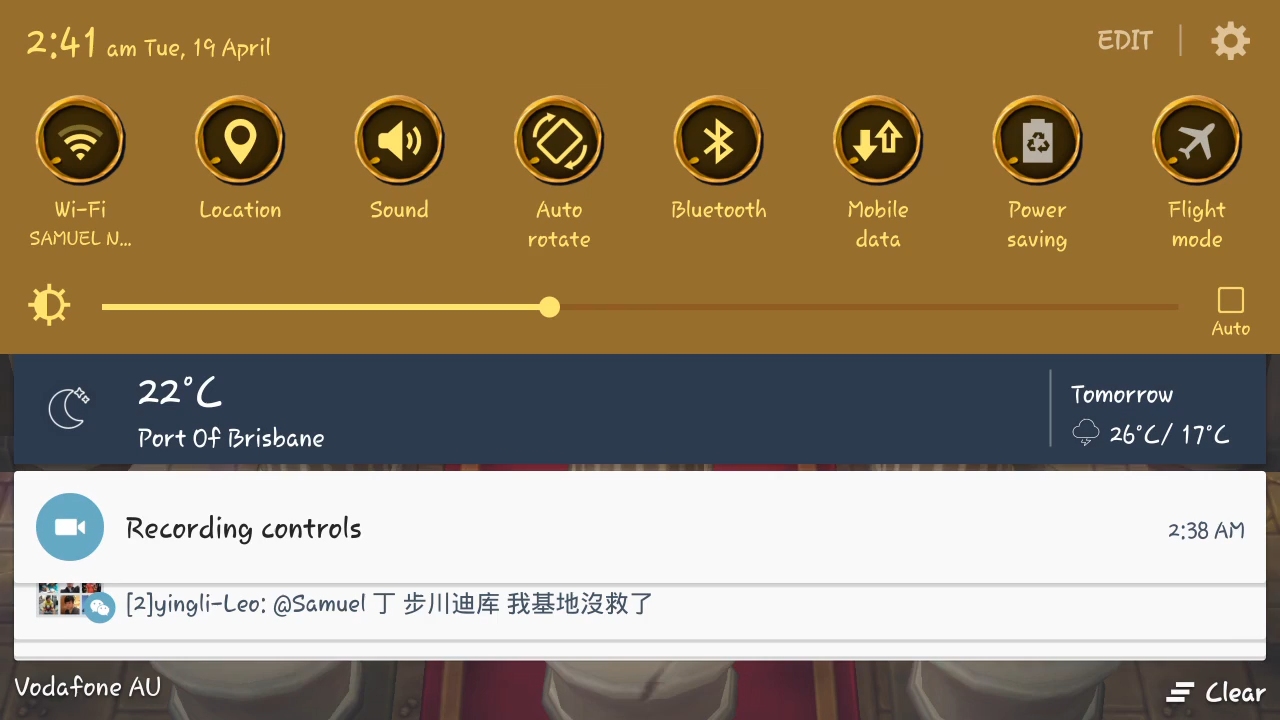 2:41 am Tue, 19 April
EDIT
Wi-Fi
SAMUEL N...
Location
Sound
Auto
rotate
Bluetooth
Mobile
data
Power
saving
Flight
mode
Auto
22°C
Port Of Brisbane
Tomorrow
26°C/ 17°C
Recording controls
2:38 AM
[2]yingli-Leo: @Samuel 丁 步川迪库 我基地沒救了
Vodafone AU
Clear